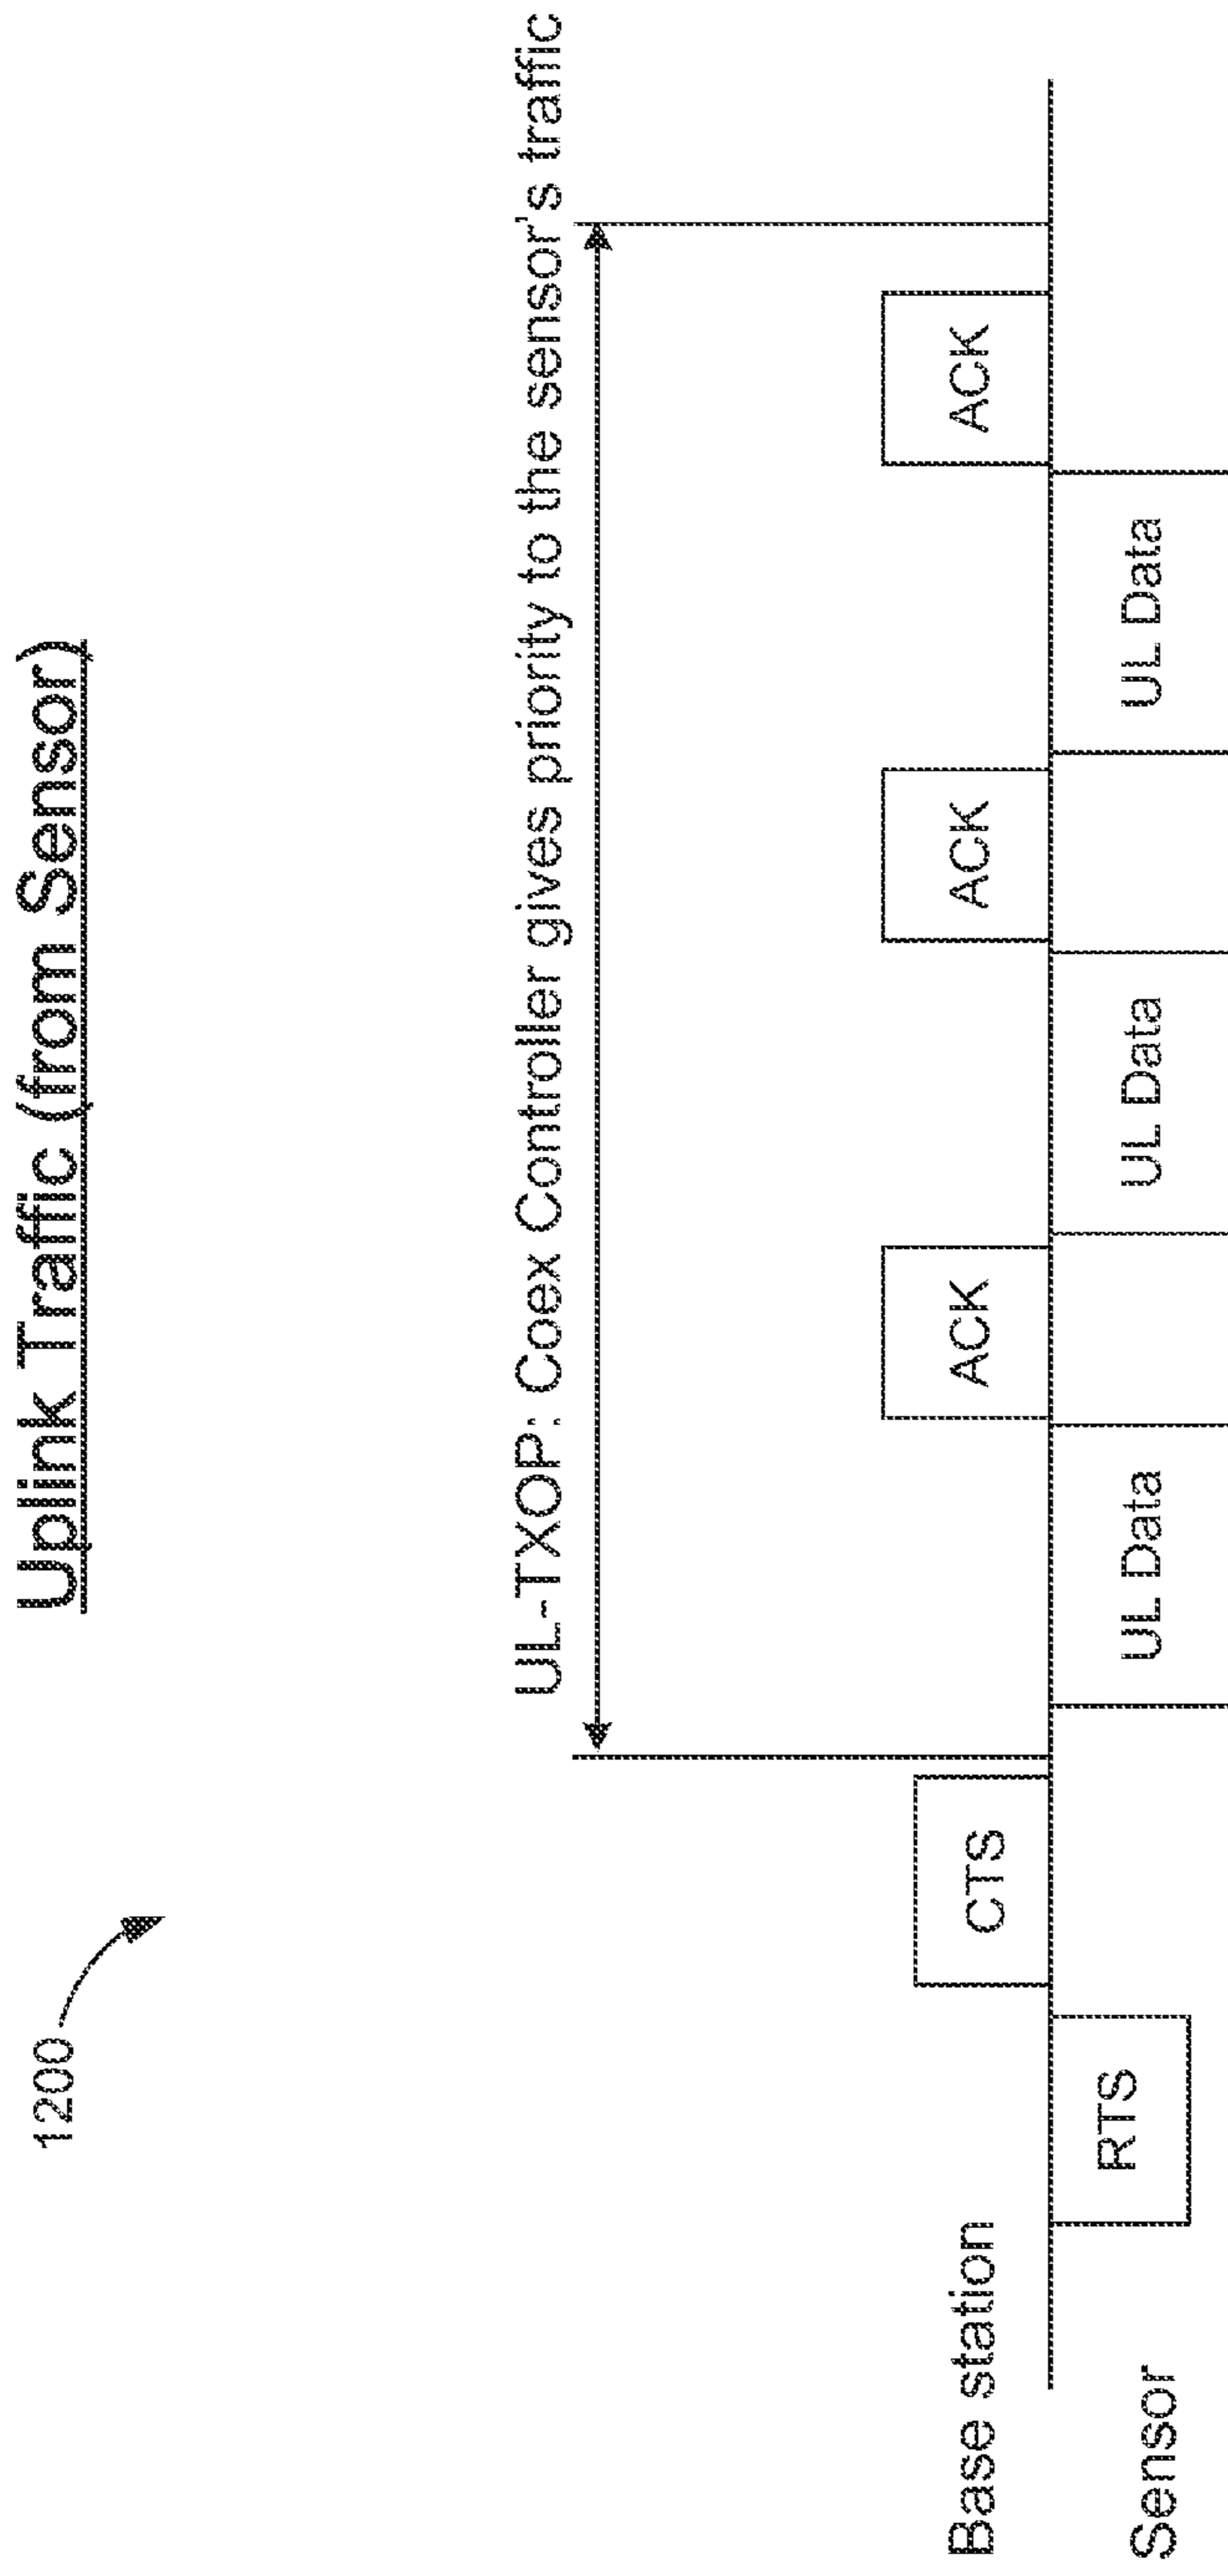 Uplink Traffic (from Sensor)
1200
UL-TXOP: Coex Controller gives priority to the sensor's traffic
Base station
CTS
ACK
ACK
ACK
Sensor
RTS
UL Data
UL Data
UL Data